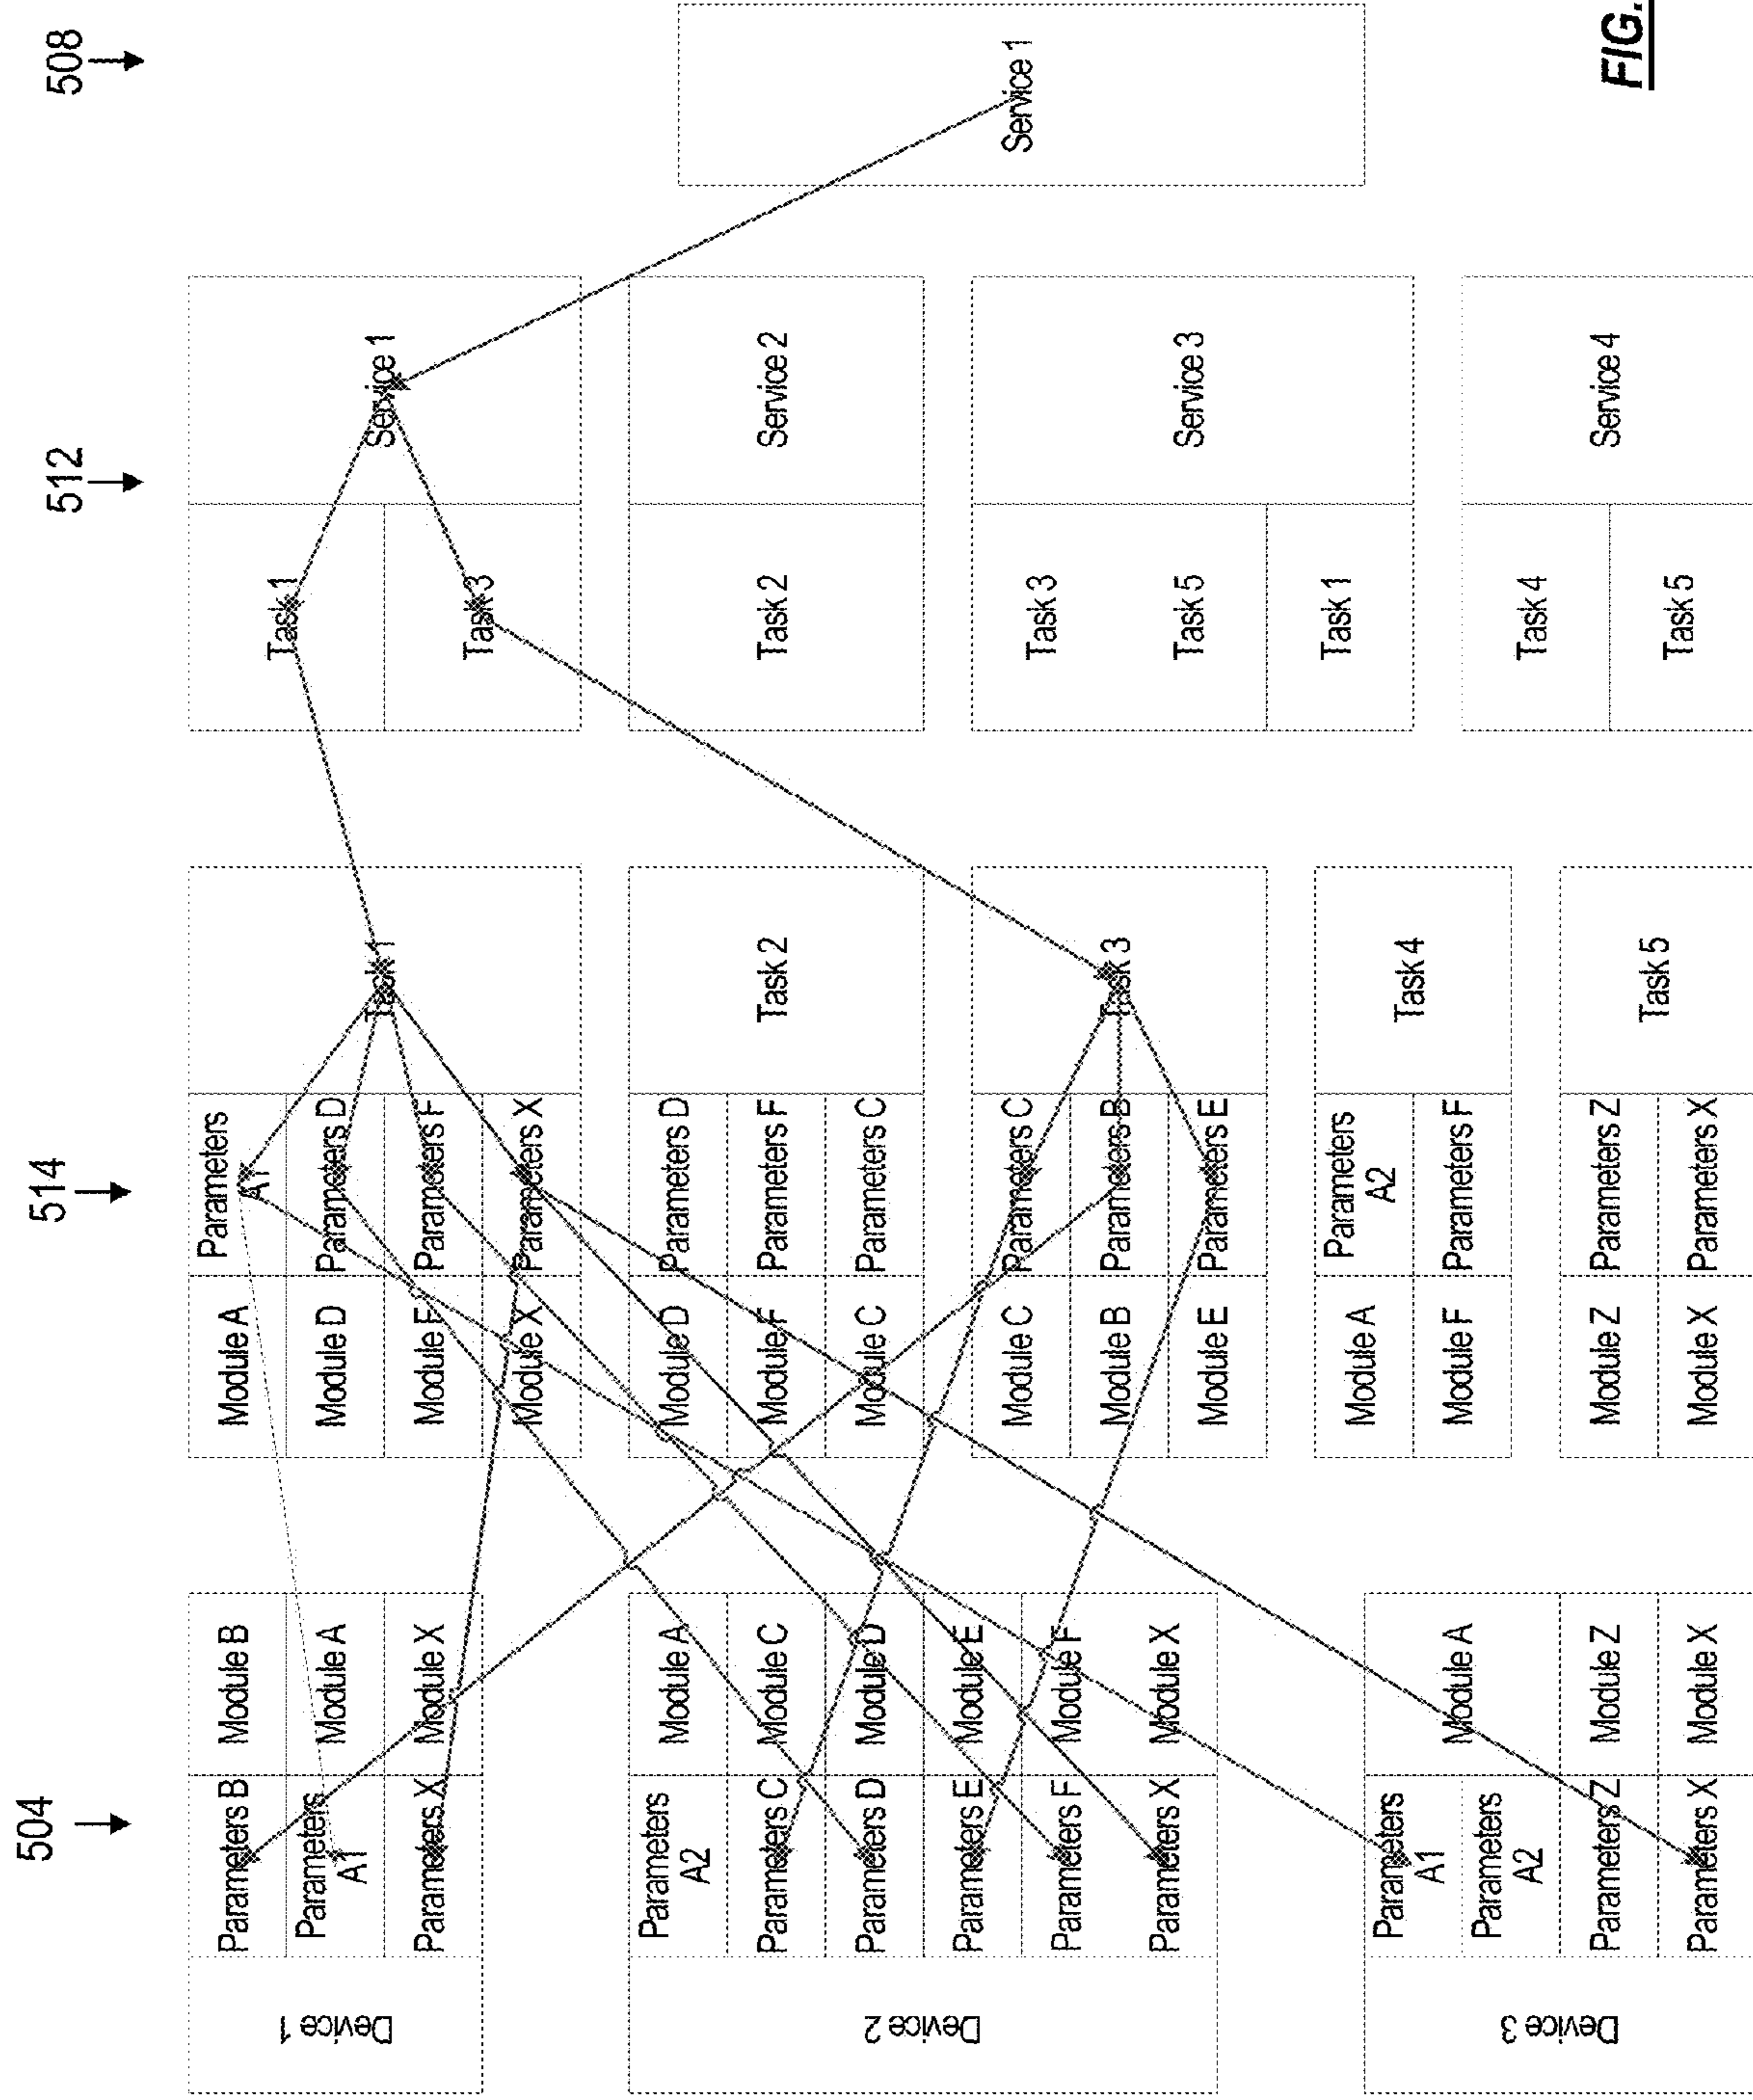 504
Device 1
Parameters B
Module B
Parameters
A1
Module A
Parameters X
Module X
Device 2
Parameters
A2
Module A
Parameters C
Module C
Parameters D
Module D
Parameters E
Module E
Parameters F
Module F
Parameters X
Module X
Device 3
Parameters
A1
Parameters
A2
Module A
Parameters Z
Module Z
Parameters X
Module X
514
Module A
Parameters
A1
Module D
Parameters D
Module F
Parameters F
Module X
Parameters X
Task 1
Module D
Parameters D
Module F
Parameters F
Module C
Parameters C
Task 2
Module C
Parameters C
Module B
Parameters B
Module E
Parameters E
Task 3
Module A
Parameters
A2
Module F
Parameters F
Task 4
Module Z
Parameters Z
Module X
Parameters X
Task 5
512
Task 1
Task 3
Service 1
Task 2
Service 2
Task 3
Task 5
Task 1
Service 3
Task 4
Task 5
Service 4
508
Service 1
FIG.